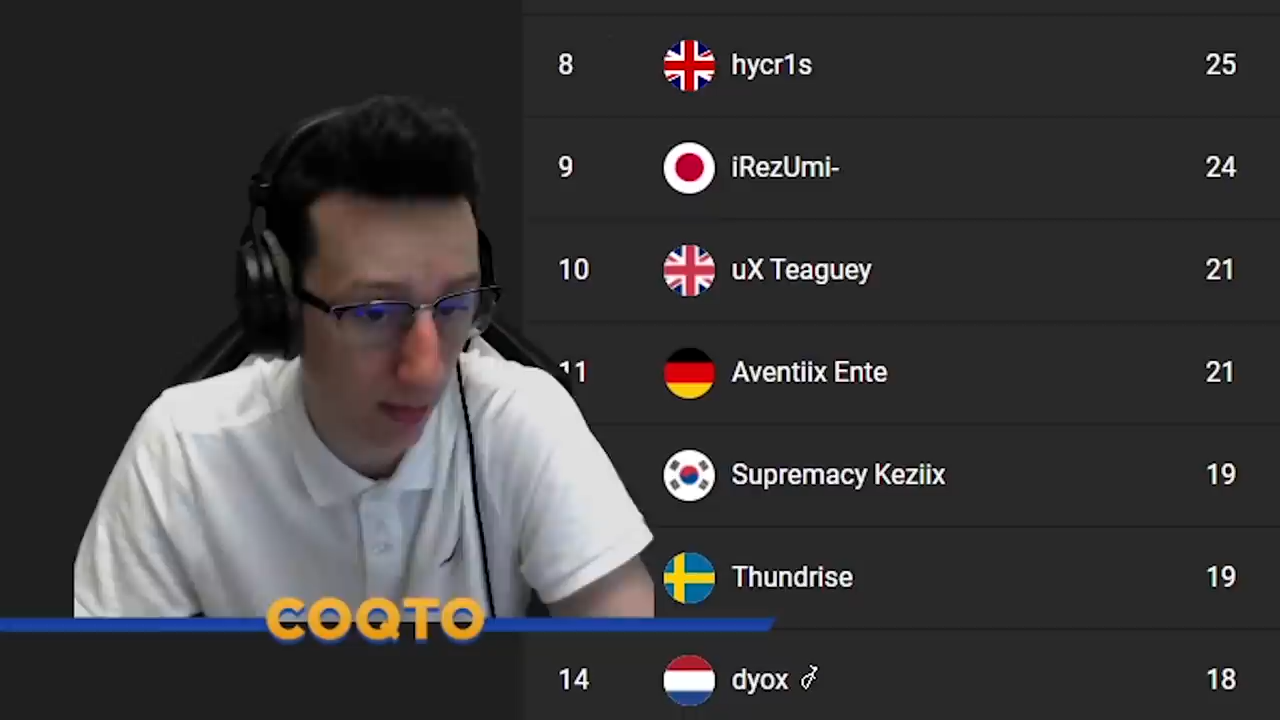 8 hycr1s 25
9 iRezUmi- 24
10 uX Teaguey 21
11 Aventiix Ente 21
Supremacy Keziix 19
Thundrise 19
COQTO
14 dyox 18